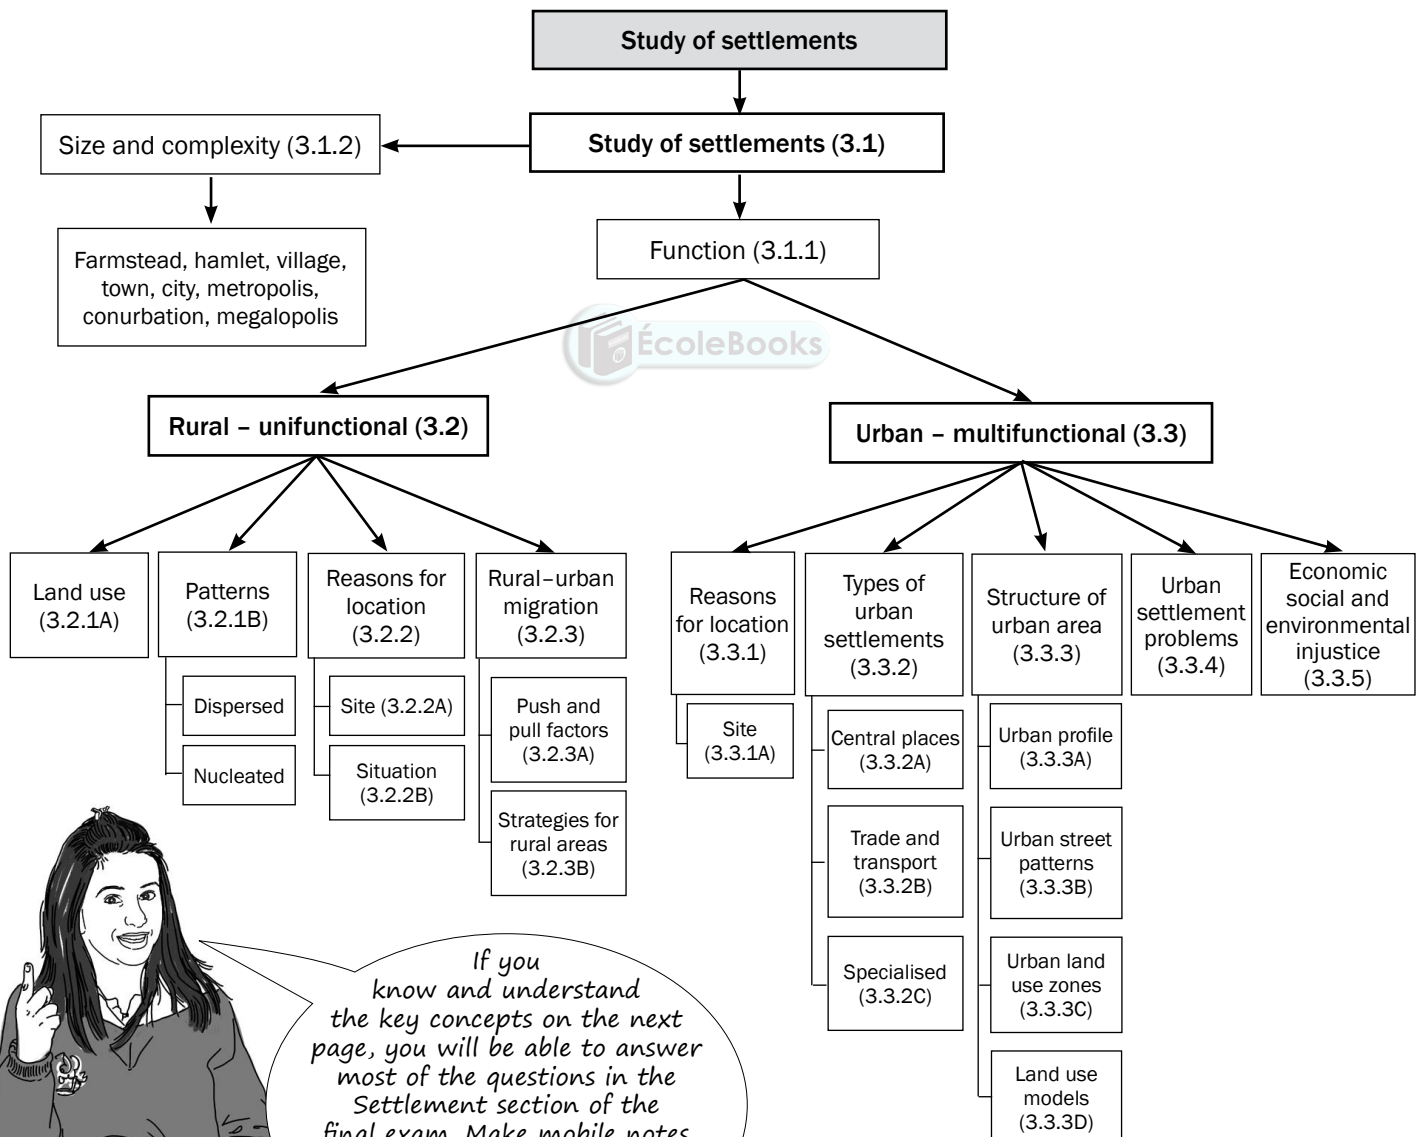 Study of settlements
Study of settlements (3.1)
Size and complexity (3.1.2)
Farmstead, hamlet, village,
town, city, metropolis,
conurbation, megalopolis
Function (3.1.1)
ÉcoleBooks
Rural – unifunctional (3.2)
Urban – multifunctional (3.3)
Land use
(3.2.1A)
Patterns
(3.2.1B)
Dispersed
Nucleated
Reasons for
location
(3.2.2)
Site (3.2.2A)
Situation
(3.2.2B)
Rural–urban
migration
(3.2.3)
Push and
pull factors
(3.2.3A)
Strategies for
rural areas
(3.2.3B)
Reasons
for location
(3.3.1)
Site
(3.3.1A)
Types of
urban
settlements
(3.3.2)
Central places
(3.3.2A)
Trade and
transport
(3.3.2B)
Specialised
(3.3.2C)
Structure of
urban area
(3.3.3)
Urban profile
(3.3.3A)
Urban street
patterns
(3.3.3B)
Urban land
use zones
(3.3.3C)
Land use
models
(3.3.3D)
Urban
settlement
problems
(3.3.4)
Economic
social and
environmental
injustice
(3.3.5)
If you
know and understand
the key concepts on the next
page, you will be able to answer
most of the questions in the
Settlement section of the
final exam. Make mobile notes